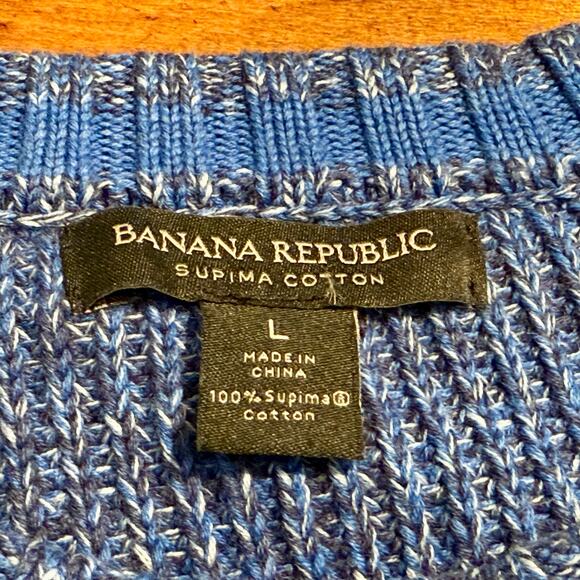 BANANA REPUBLIC
SUPIMA COTTON
L
MADE IN
CHINA
100% Supima®
Cotton